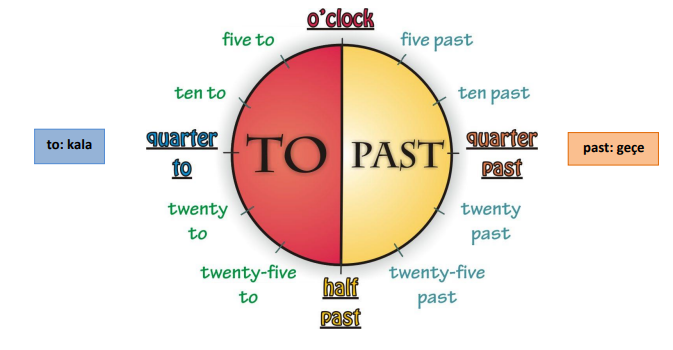 o'clock
five to
five past
ten to
ten past
to: kala
quarter
to
TO
PAST
quarter
past
past: geçe
twenty
to
twenty
past
twenty-five
to
half
past
twenty-five
past